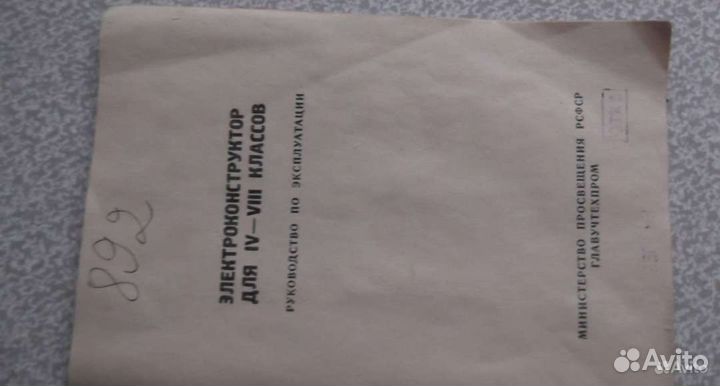 892
ЭЛЕКТРОКОНСТРУКТОР
ДЛЯ IV—VIII КЛАССОВ
РУКОВОДСТВО ПО ЭКСПЛУАТАЦИИ
МИНИСТЕРСТВО ПРОСВЕЩЕНИЯ РСФСР
ГЛАВУЧТЕХПРОМ
Avito